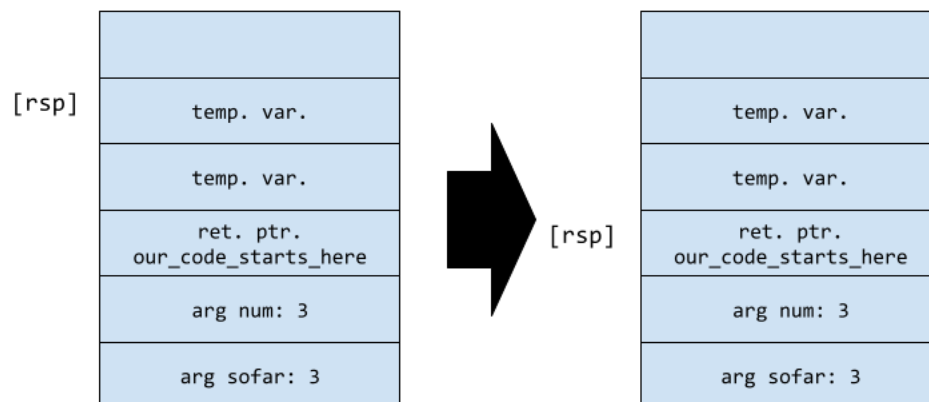 [rsp]
temp. var.
temp. var.
ret. ptr.
our_code_starts_here
arg num: 3
arg sofar: 3
[rsp]
temp. var.
temp. var.
ret. ptr.
our_code_starts_here
arg num: 3
arg sofar: 3